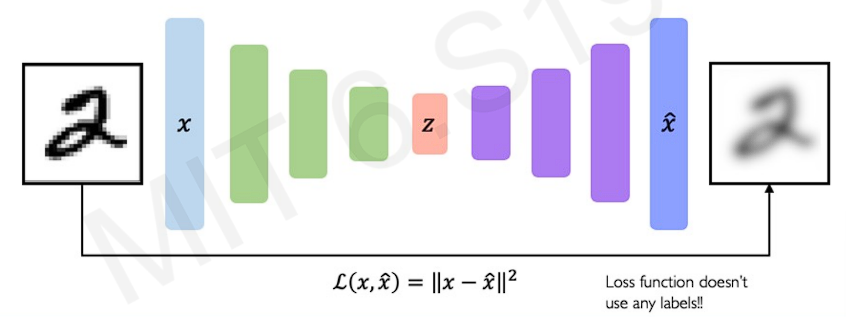 x
z
x̂
ℒ(x, x̂) = ‖x − x̂‖²
Loss function doesn't
use any labels!!
MIT 6.S19